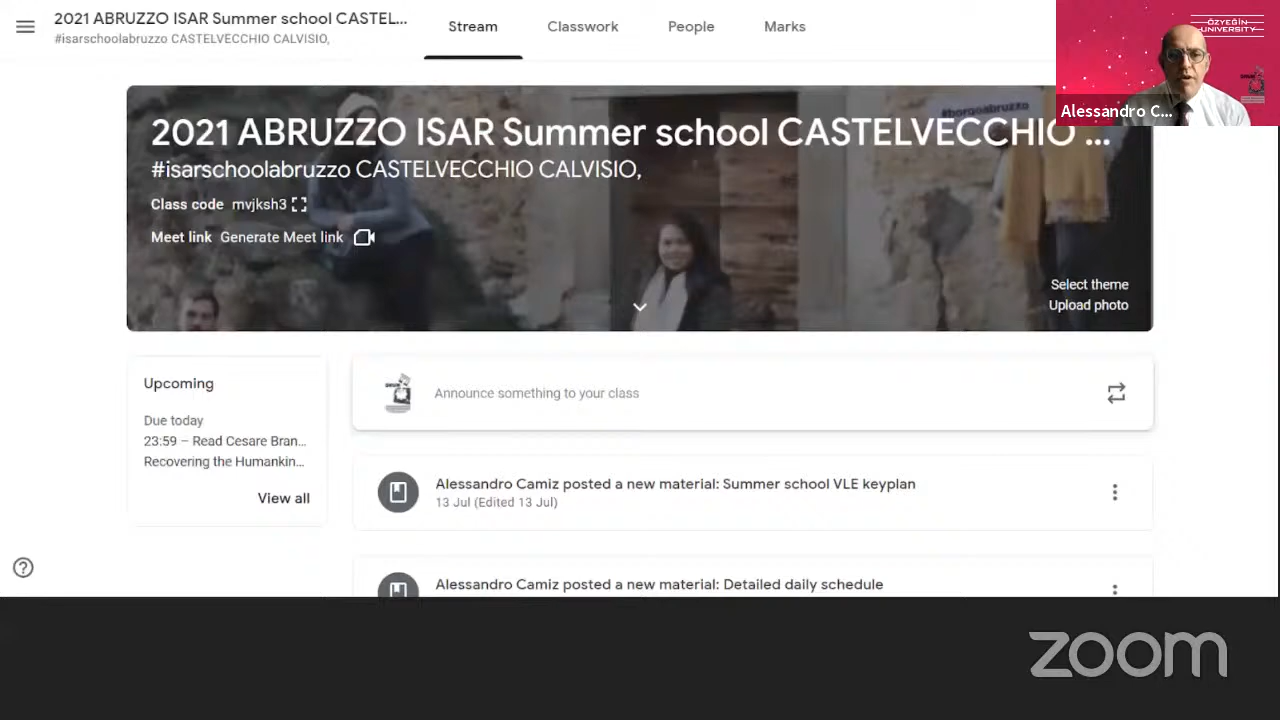 2021 ABRUZZO ISAR Summer school CASTEL...
#isarschoolabruzzo CASTELVECCHIO CALVISIO,
Stream
Classwork
People
Marks
ÖZYEĞİN
UNIVERSITY
Alessandro C...
#borgoabruzzo
2021 ABRUZZO ISAR Summer school CASTELVECCHIO ...
#isarschoolabruzzo CASTELVECCHIO CALVISIO,
Class code mvjksh3
Meet link Generate Meet link
Select theme
Upload photo
Upcoming
Due today
23:59 – Read Cesare Bran...
Recovering the Humankin...
View all
Announce something to your class
Alessandro Camiz posted a new material: Summer school VLE keyplan
13 Jul (Edited 13 Jul)
Alessandro Camiz posted a new material: Detailed daily schedule
zoom